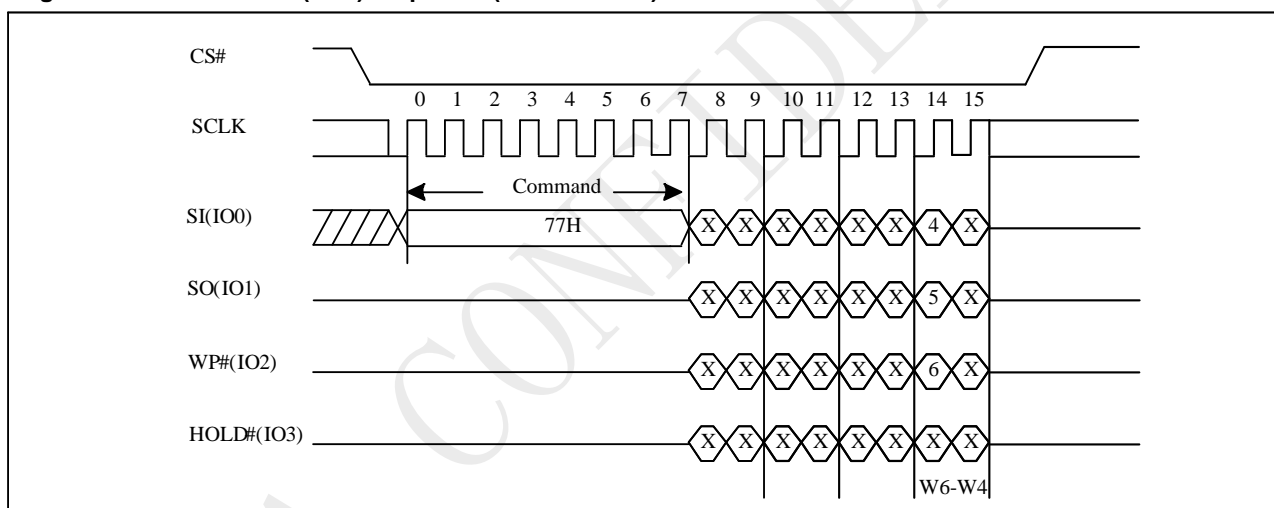 CS#
0 1 2 3 4 5 6 7 8 9 10 11 12 13 14 15
SCLK
Command
SI(IO0) 77H X X X X X X 4 X
SO(IO1) X X X X X X 5 X
WP#(IO2) X X X X X X 6 X
HOLD#(IO3) X X X X X X X X
W6-W4